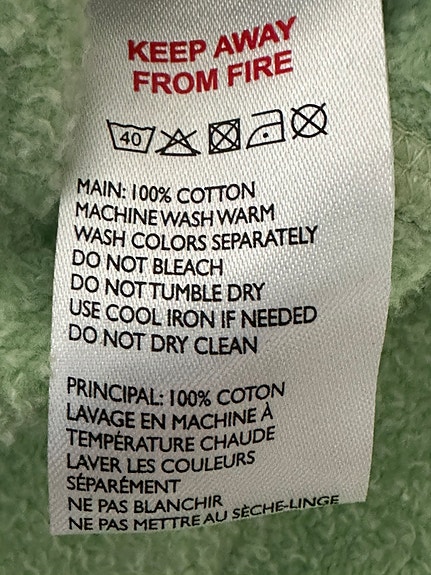 KEEP AWAY
FROM FIRE
40
MAIN: 100% COTTON
MACHINE WASH WARM
WASH COLORS SEPARATELY
DO NOT BLEACH
DO NOT TUMBLE DRY
USE COOL IRON IF NEEDED
DO NOT DRY CLEAN
PRINCIPAL: 100% COTON
LAVAGE EN MACHINE À
TEMPÉRATURE CHAUDE
LAVER LES COULEURS
SÉPARÉMENT
NE PAS BLANCHIR
NE PAS METTRE AU SÈCHE-LINGE